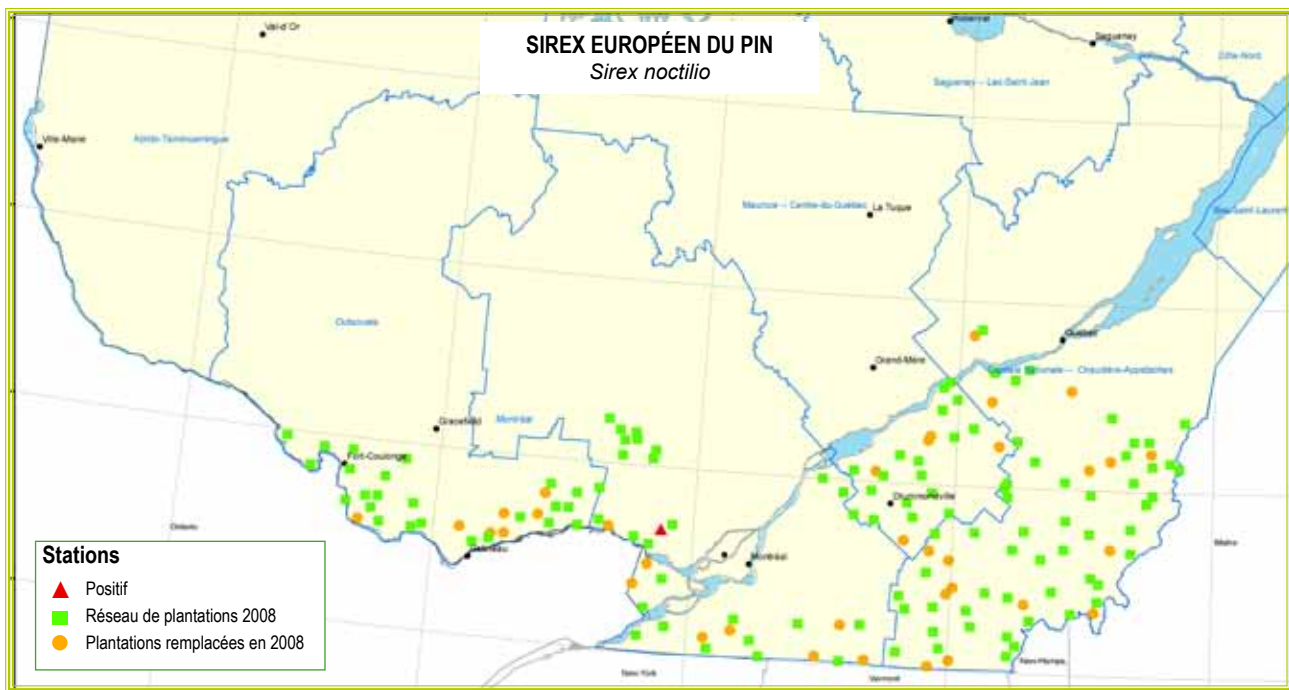 SIREX EUROPÉEN DU PIN
Sirex noctilio
Val-d'Or
Saguenay
Saguenay — Lac-Saint-Jean
Côte-Nord
Ville-Marie
Abitibi-Témiscamingue
La Tuque
Mauricie — Centre-du-Québec
Bas-Saint-Laurent
Outaouais
Québec
Grand-Mère
Capitale Nationale — Chaudière-Appalaches
Gracefield
Montréal
Fort-Coulonge
Drummondville
Ontario
Maine
Gatineau
Montréal
Stations
Positif
Réseau de plantations 2008
Plantations remplacées en 2008
New-York
Vermont